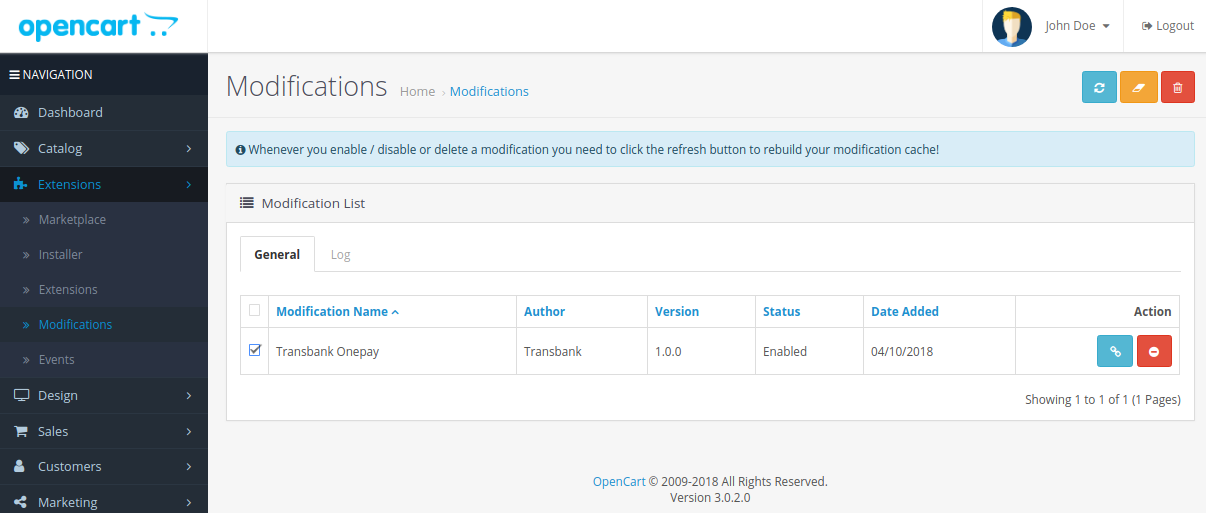 opencart
John Doe
Logout
NAVIGATION
Dashboard
Catalog
Extensions
Marketplace
Installer
Extensions
Modifications
Events
Design
Sales
Customers
Marketing
Modifications
Home › Modifications
Whenever you enable / disable or delete a modification you need to click the refresh button to rebuild your modification cache!
Modification List
General Log
Modification Name Author Version Status Date Added Action
Transbank Onepay Transbank 1.0.0 Enabled 04/10/2018
Showing 1 to 1 of 1 (1 Pages)
OpenCart © 2009-2018 All Rights Reserved.
Version 3.0.2.0